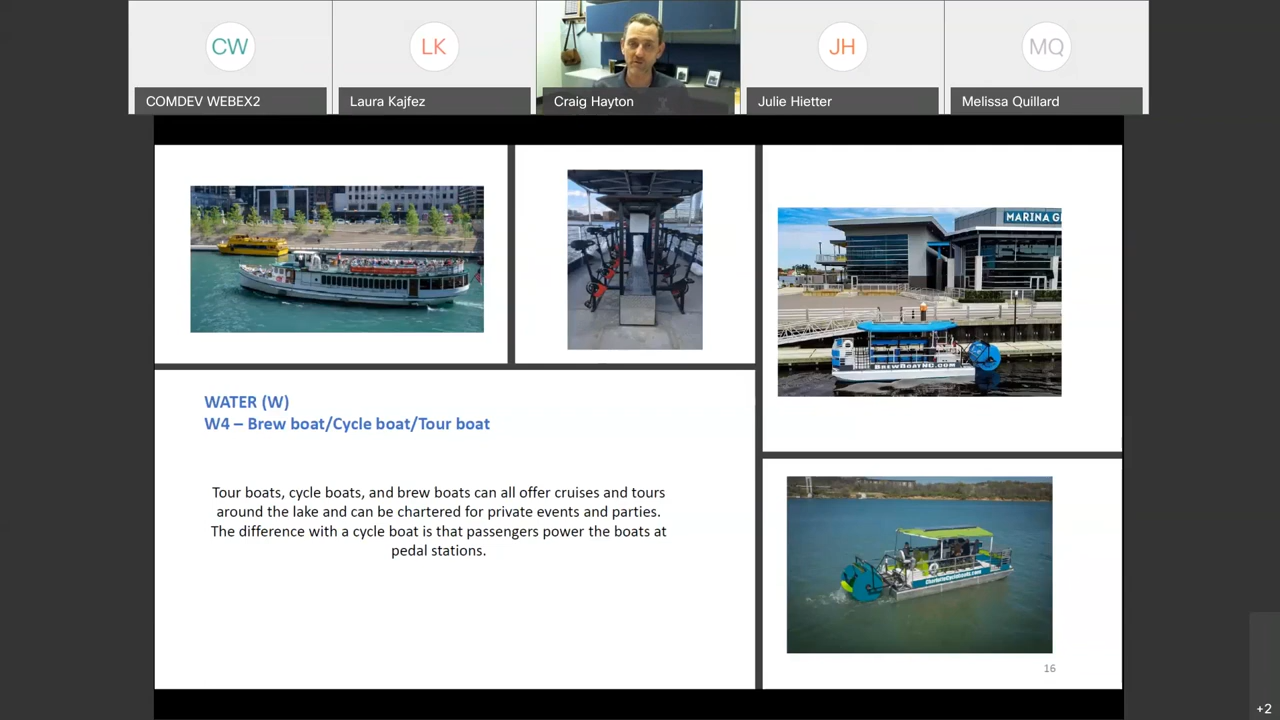 CW
LK
JH
MQ
COMDEV WEBEX2
Laura Kajfez
Craig Hayton
Julie Hietter
Melissa Quillard
MARINA G
BREWBOATNC.COM
WATER (W)
W4 – Brew boat/Cycle boat/Tour boat
Tour boats, cycle boats, and brew boats can all offer cruises and tours
around the lake and can be chartered for private events and parties.
The difference with a cycle boat is that passengers power the boats at
pedal stations.
CharlotteCycleBoats.com
16
+2